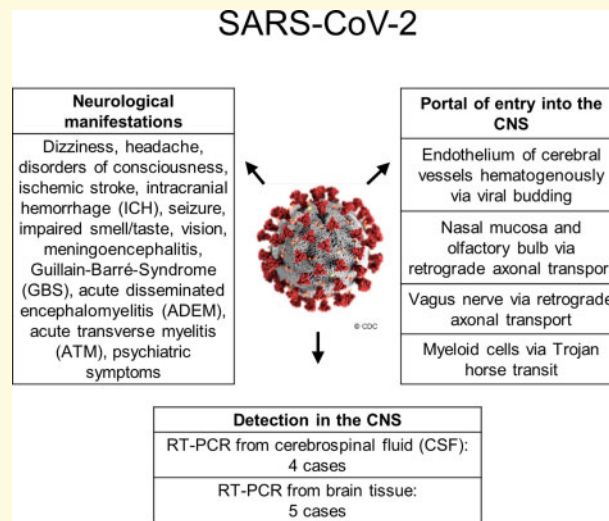 SARS-CoV-2
Neurological
manifestations
Dizziness, headache,
disorders of consciousness,
ischemic stroke, intracranial
hemorrhage (ICH), seizure,
impaired smell/taste, vision,
meningoencephalitis,
Guillain-Barré-Syndrome
(GBS), acute disseminated
encephalomyelitis (ADEM),
acute transverse myelitis
(ATM), psychiatric
symptoms
Portal of entry into the
CNS
Endothelium of cerebral
vessels hematogenously
via viral budding
Nasal mucosa and
olfactory bulb via
retrograde axonal transport
Vagus nerve via retrograde
axonal transport
Myeloid cells via Trojan
horse transit
© CDC
Detection in the CNS
RT-PCR from cerebrospinal fluid (CSF):
4 cases
RT-PCR from brain tissue:
5 cases